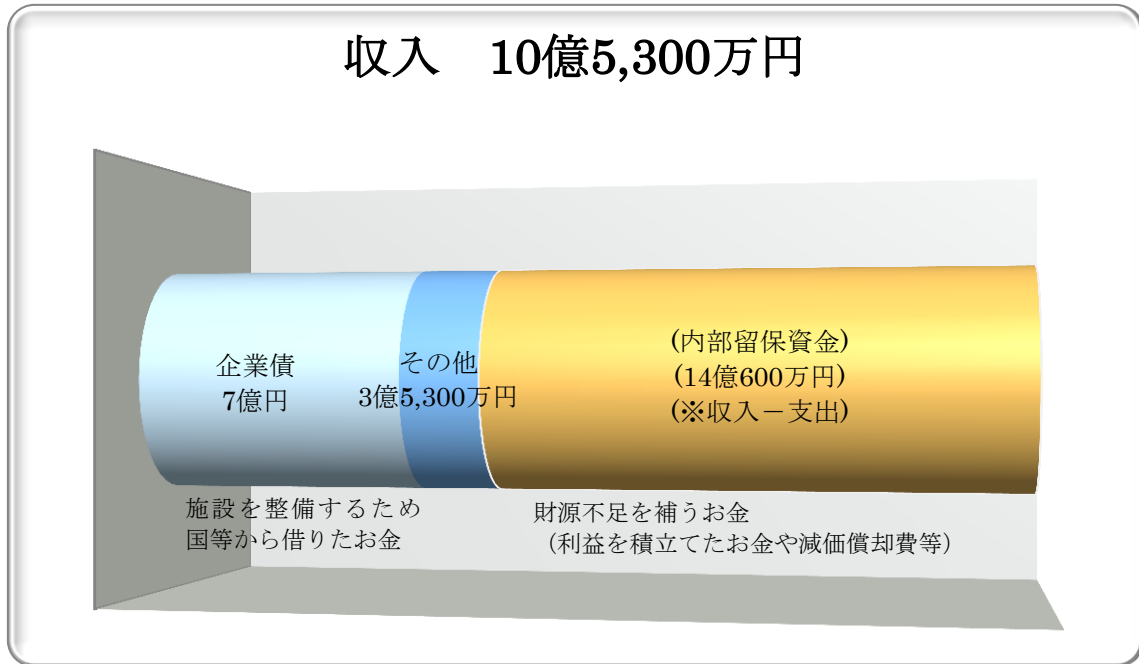 収入　10億5,300万円
企業債
7億円
その他
3億5,300万円
(内部留保資金)
(14億600万円)
(※収入－支出)
施設を整備するため
国等から借りたお金
財源不足を補うお金
（利益を積立てたお金や減価償却費等）